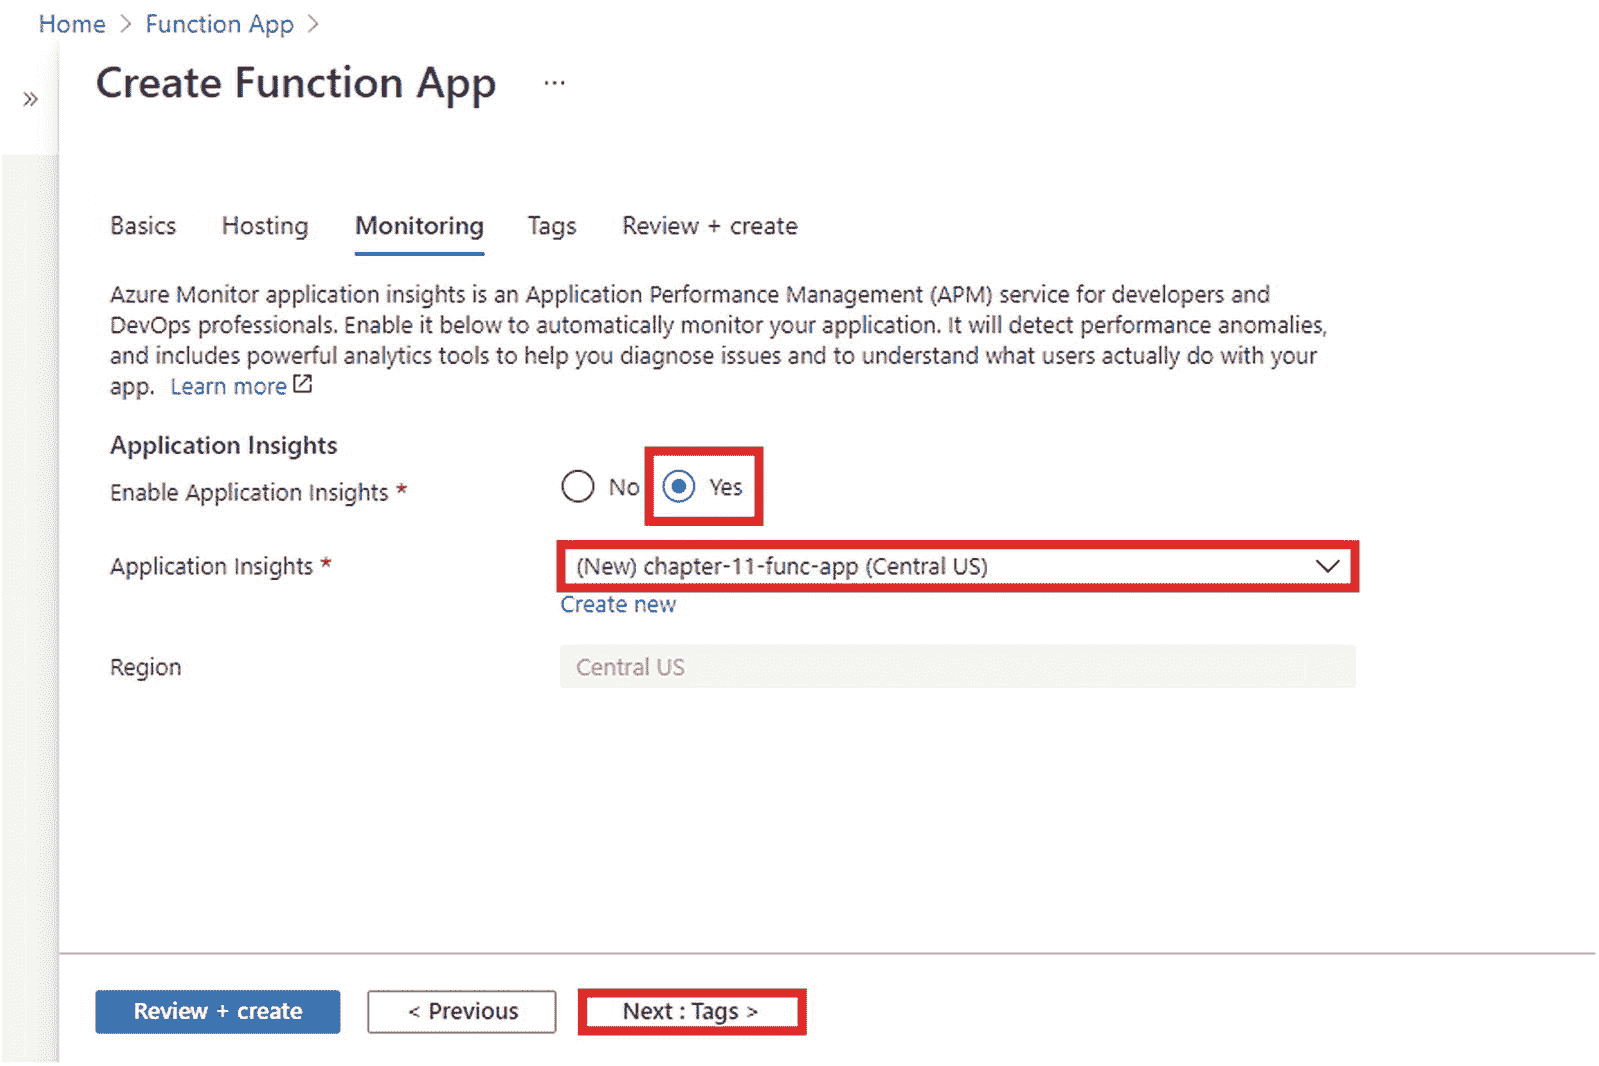 Home > Function App >
»
Create Function App ...
Basics Hosting Monitoring Tags Review + create
Azure Monitor application insights is an Application Performance Management (APM) service for developers and
DevOps professionals. Enable it below to automatically monitor your application. It will detect performance anomalies,
and includes powerful analytics tools to help you diagnose issues and to understand what users actually do with your
app. Learn more
Application Insights
Enable Application Insights * No Yes
Application Insights * (New) chapter-11-func-app (Central US)
Create new
Region Central US
Review + create < Previous Next : Tags >